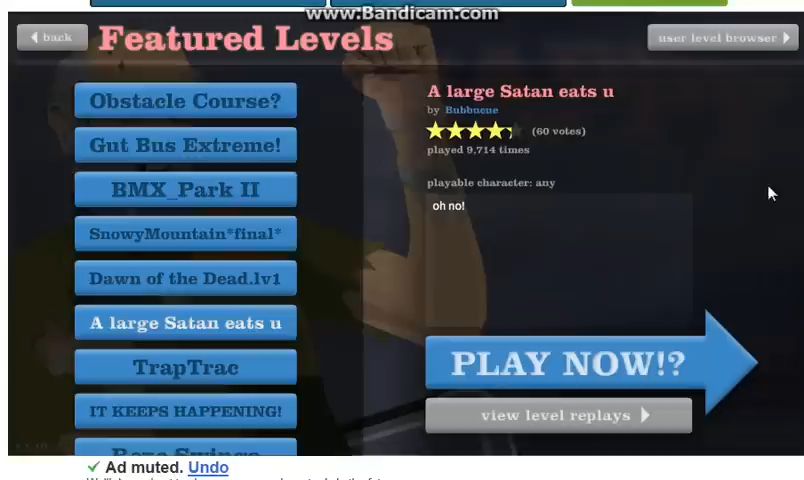 www.Bandicam.com
back
Featured Levels
user level browser
Obstacle Course?
Gut Bus Extreme!
BMX_Park II
SnowyMountain*final*
Dawn of the Dead.lv1
A large Satan eats u
TrapTrac
IT KEEPS HAPPENING!
A large Satan eats u
by Bubbucue
(60 votes)
played 9,714 times
playable character: any
oh no!
PLAY NOW!?
view level replays
Ad muted. Undo